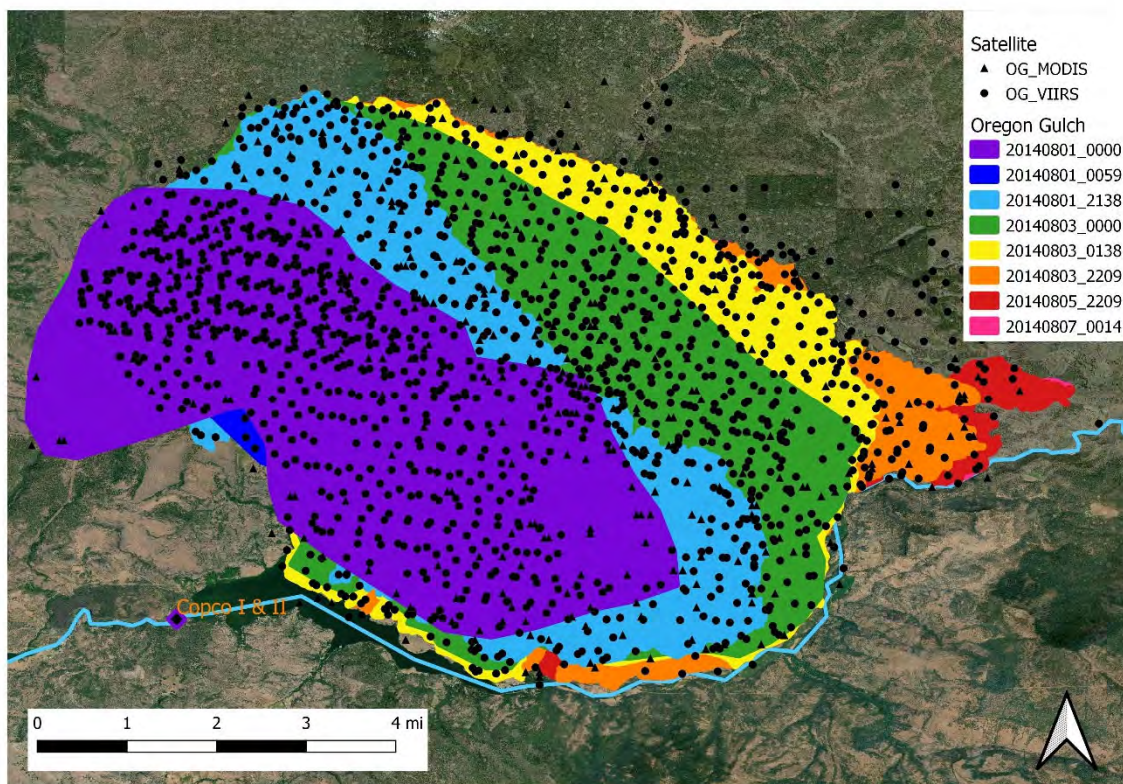 Satellite
OG_MODIS
OG_VIIRS
Oregon Gulch
20140801_0000
20140801_0059
20140801_2138
20140803_0000
20140803_0138
20140803_2209
20140805_2209
20140807_0014
Copco I & II
0 1 2 3 4 mi